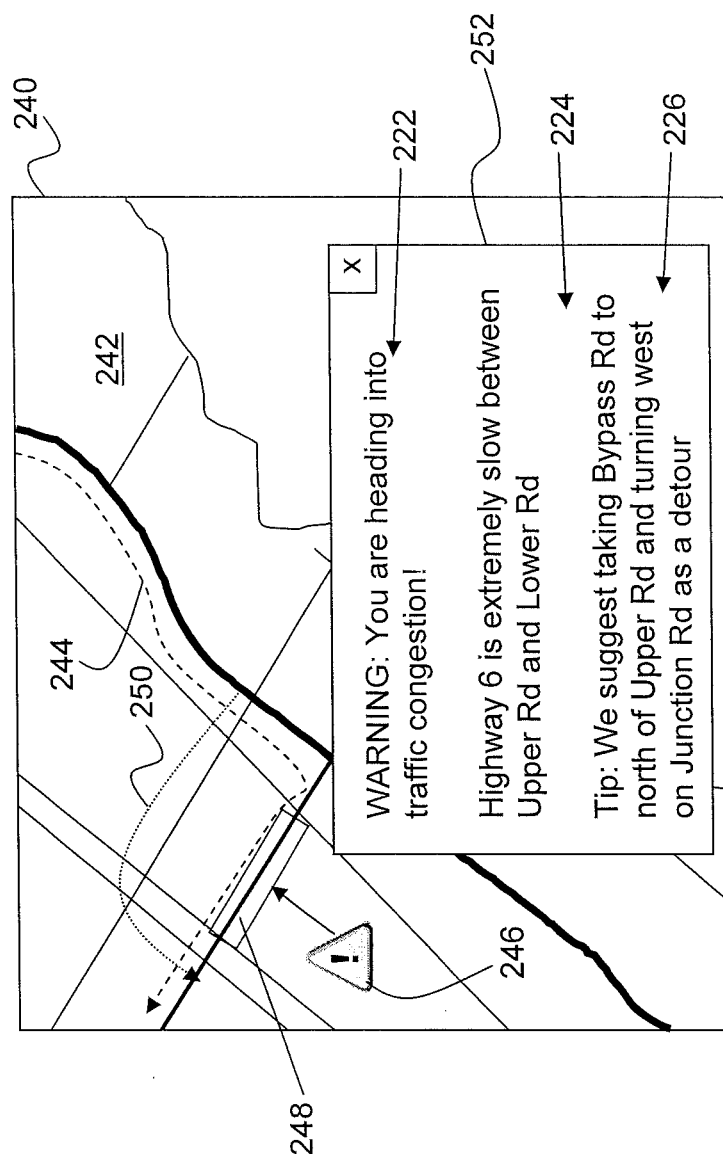 240
244
242
250
248
X
WARNING: You are heading into
traffic congestion!
222
252
246
Highway 6 is extremely slow between
Upper Rd and Lower Rd
224
Tip: We suggest taking Bypass Rd to
north of Upper Rd and turning west
on Junction Rd as a detour
226
!